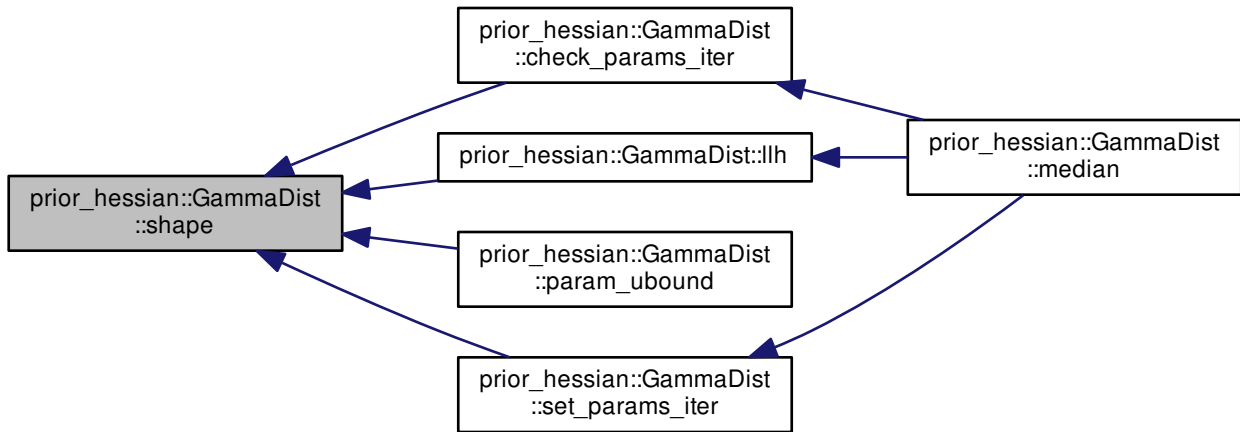 prior_hessian::GammaDist
::check_params_iter
prior_hessian::GammaDist::llh
prior_hessian::GammaDist
::median
prior_hessian::GammaDist
::shape
prior_hessian::GammaDist
::param_ubound
prior_hessian::GammaDist
::set_params_iter